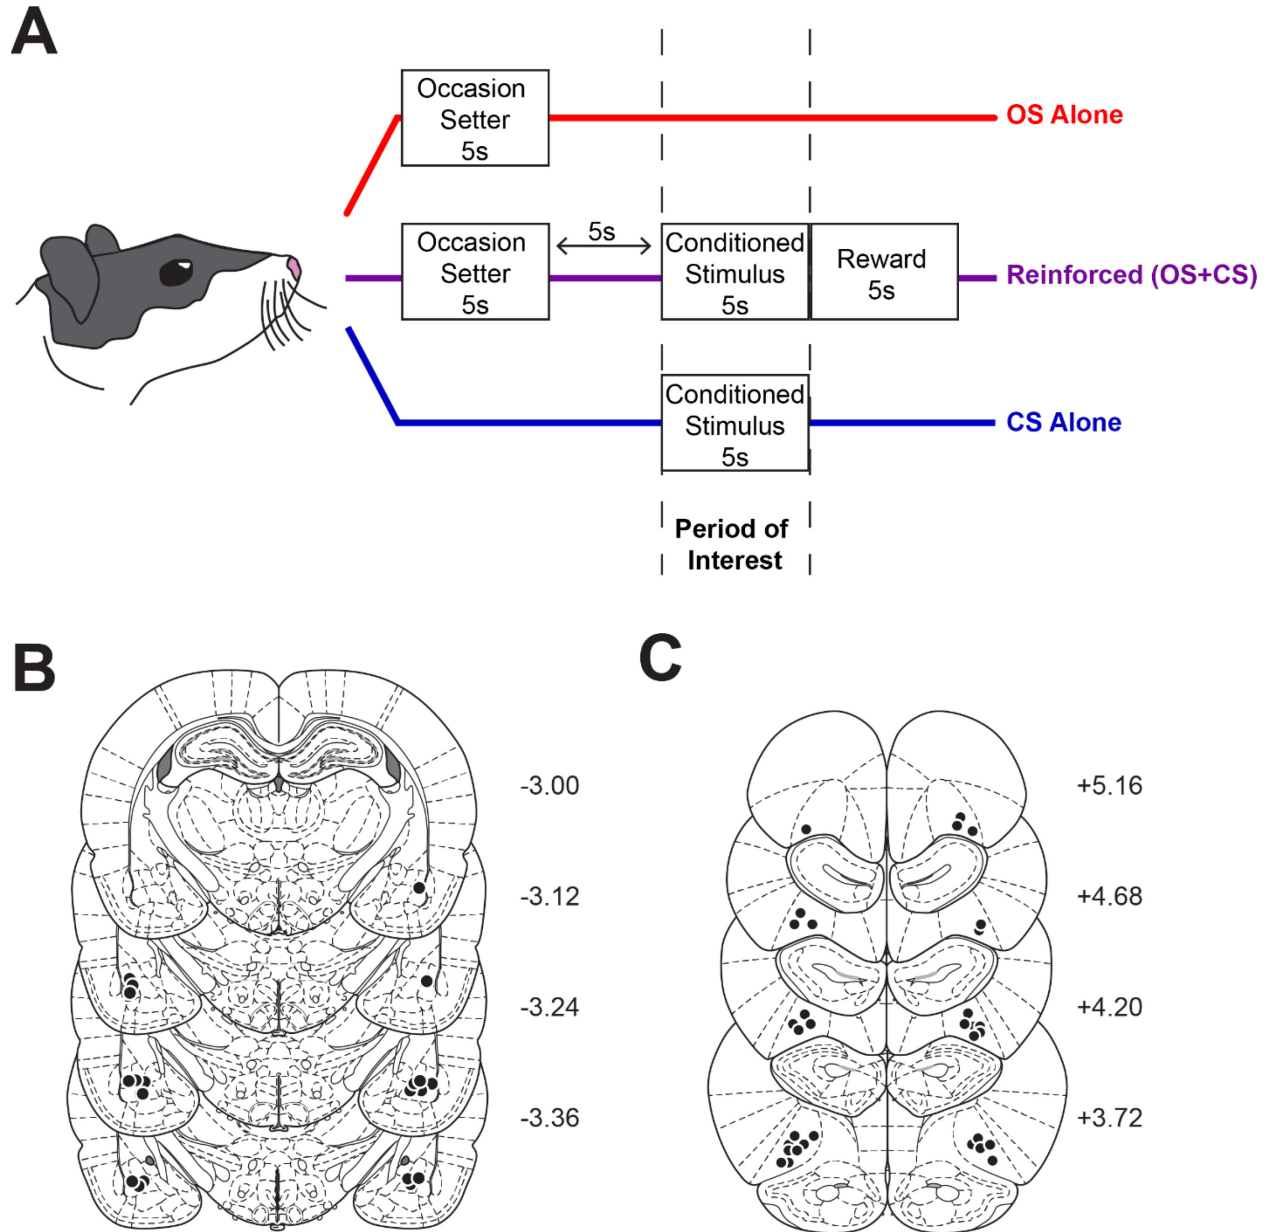 A
Occasion
Setter
5s
OS Alone
Occasion
Setter
5s
5s
Conditioned
Stimulus
5s
Reward
5s
Reinforced (OS+CS)
Conditioned
Stimulus
5s
CS Alone
Period of
Interest
B
-3.00
-3.12
-3.24
-3.36
C
+5.16
+4.68
+4.20
+3.72